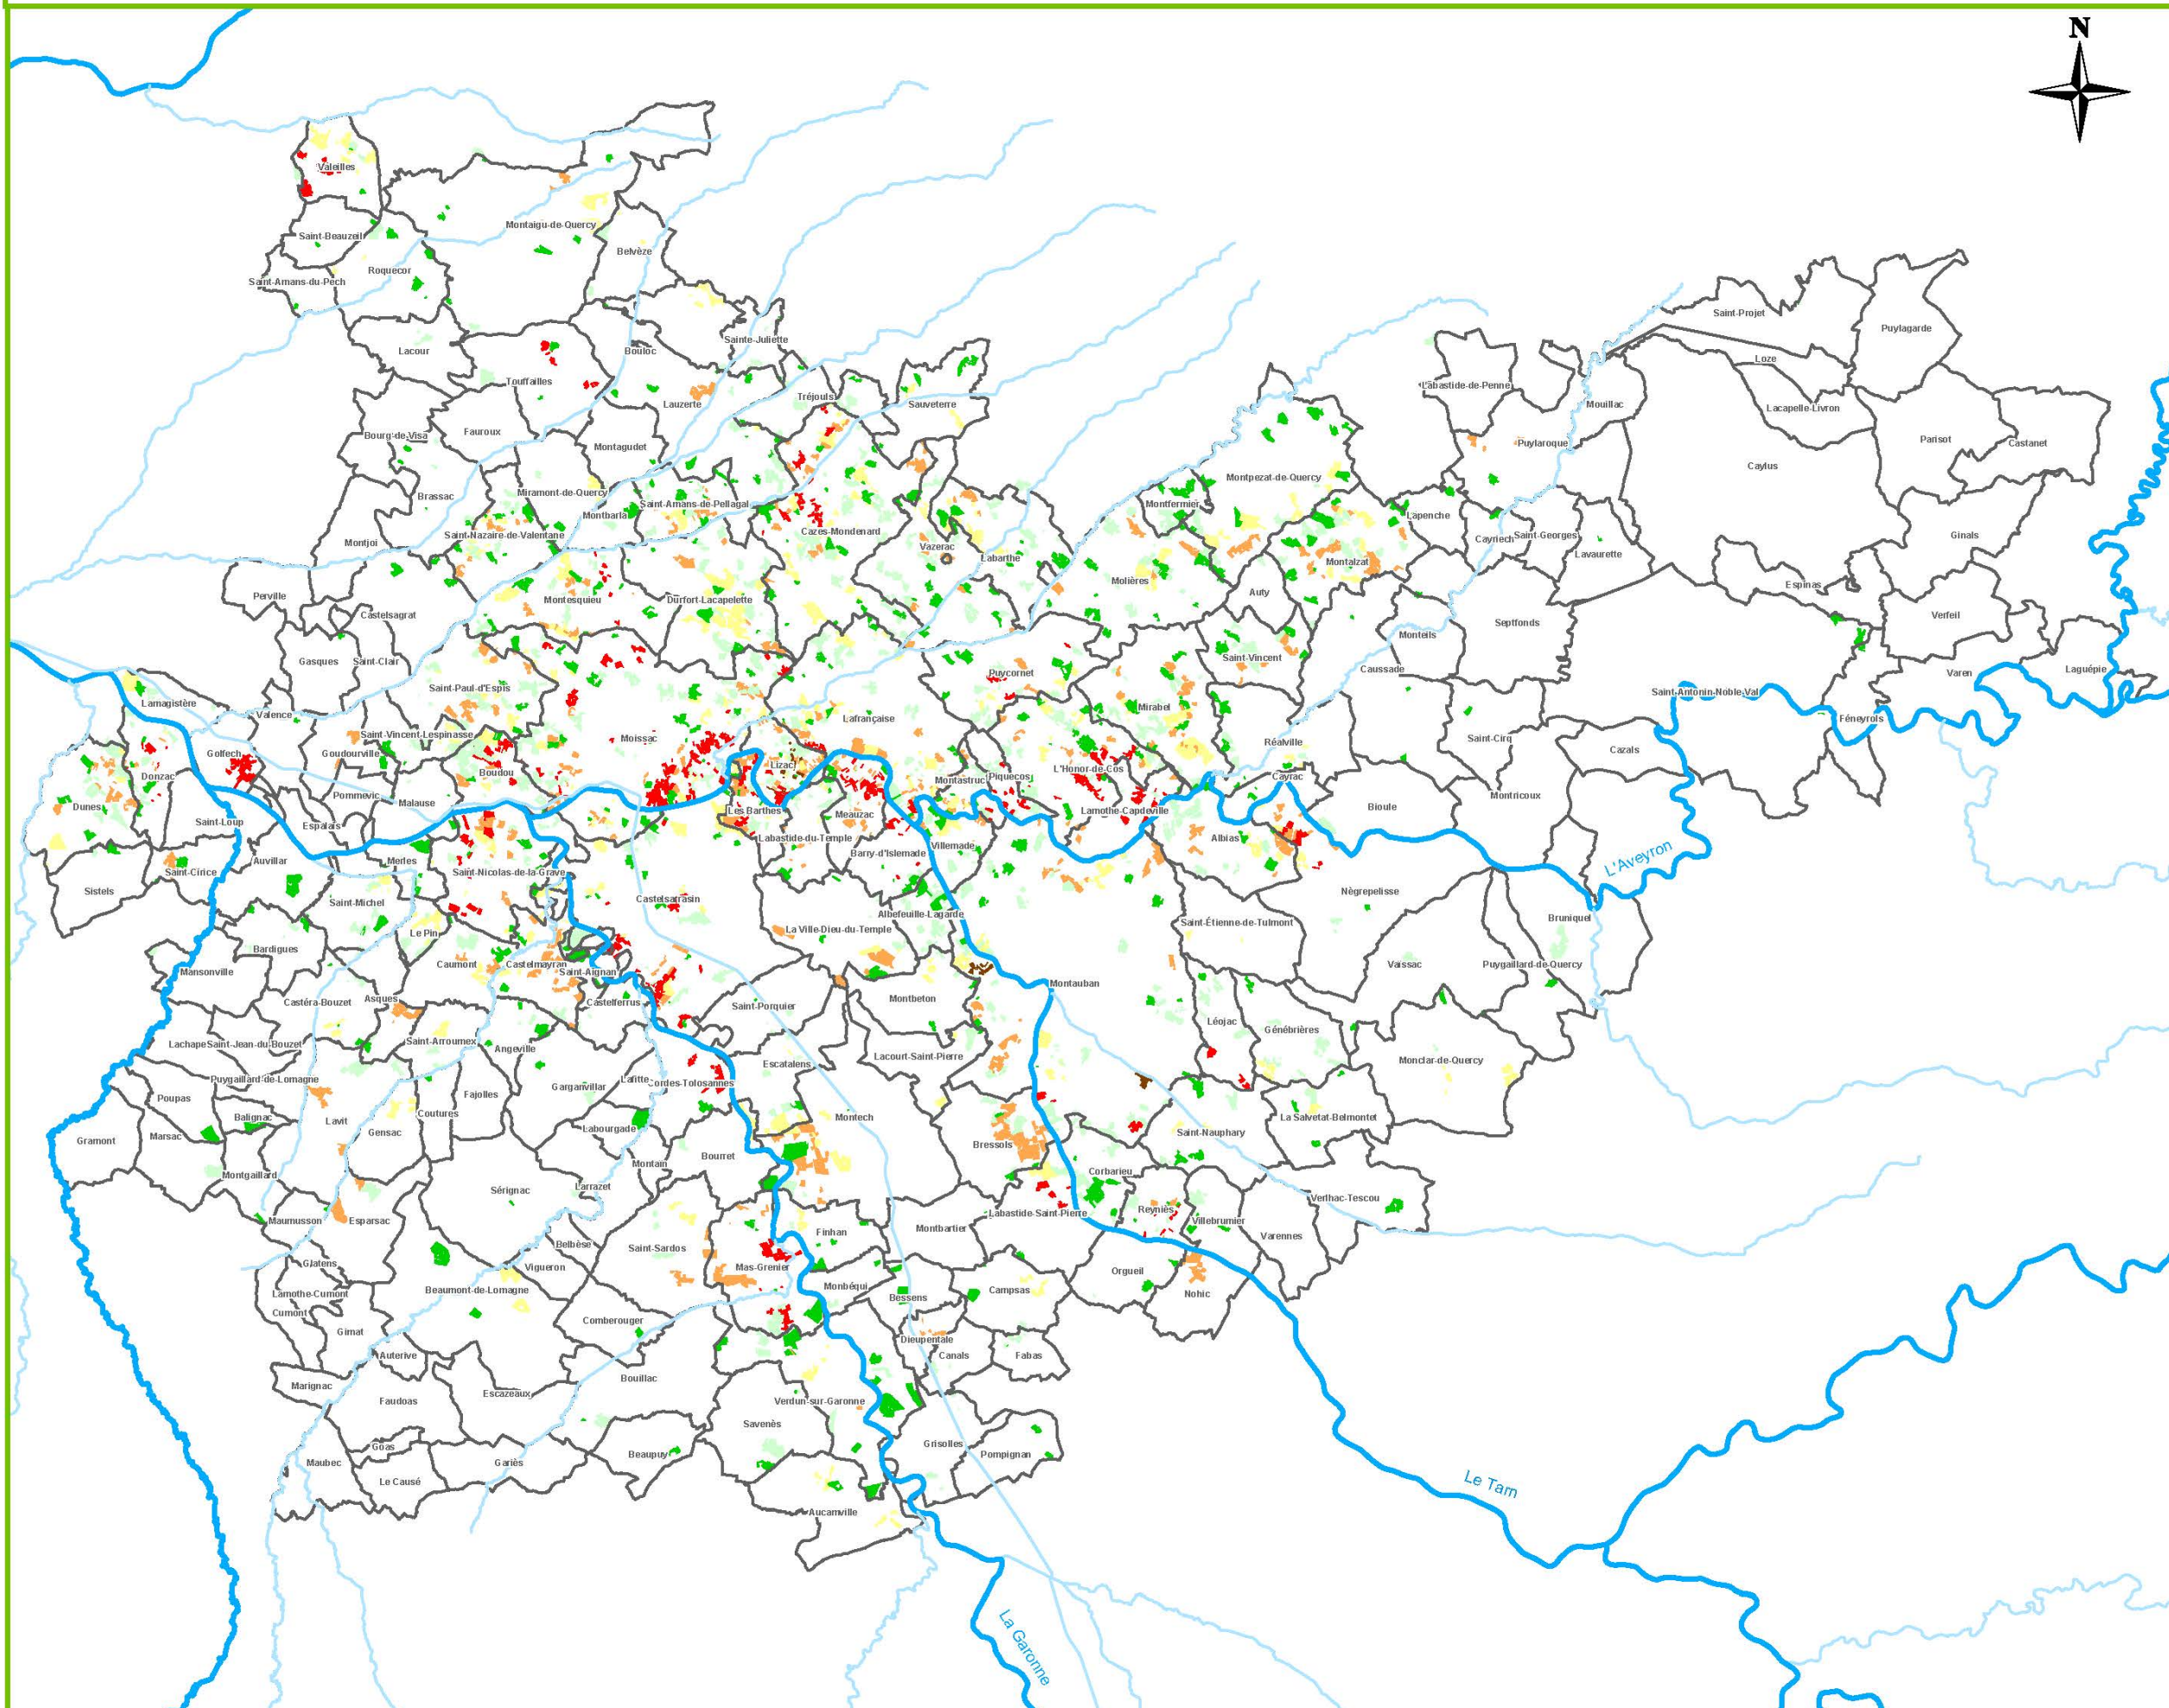 N
Valeilles
Montaigu-de-Quercy
Saint-Beauzeil
Belvèze
Roquecor
Saint-Amans-du-Pech
Saint-Projet
Puylagarde
Sainte-Juliette
Lacour
Bouloc
Loze
Touffailles
Labastide-de-Penne
Tréjouls
Lauzerte
Sauveterre
Mouillac
Lacapelle-Livron
Fauroux
Bourg-de-Visa
Montagudet
Puylaroque
Parisot
Castanet
Caylus
Montpezat-de-Quercy
Miramont-de-Quercy
Brassac
Saint-Amans-de-Pellagal
Montfermier
Montbarla
Lapenche
Cazes-Mondenard
Saint-Nazaire-de-Valentane
Saint-Georges
Cayriech
Ginals
Montjoi
Vazerac
Lavaurette
Labarthe
Montalzat
Molières
Espinas
Auty
Perville
Montesquieu
Durfort-Lacapelette
Castelsagrat
Verfeil
Septfonds
Monteils
Gasques
Saint-Clair
Saint-Vincent
Caussade
Laguépie
Puycornet
Varen
Saint-Paul-d'Espis
Saint-Antonin-Noble-Val
Lamagistère
Mirabel
Valence
Lafrançaise
Féneyrols
Saint-Vincent-Lespinasse
Moissac
Saint-Cirq
Réalville
Cazals
Golfech
Goudourville
Lizac
L'Honor-de-Cos
Boudou
Donzac
Piquecos
Cayrac
Montastruc
Pommevic
Montricoux
Malause
Dunes
Bioule
Les Barthes
Lamothe-Capdeville
Meauzac
Saint-Loup
Espalais
Labastide-du-Temple
Albias
Villemade
Barry-d'Islemade
Auvillar
Merles
L'Aveyron
Saint-Cirice
Saint-Nicolas-de-la-Grave
Sistels
Nègrepelisse
Castelsarrasin
Saint-Michel
Albefeuille-Lagarde
Bruniquel
Saint-Étienne-de-Tulmont
La Ville-Dieu-du-Temple
Le Pin
Bardigues
Caumont
Castelmayran
Vaissac
Puygaillard-de-Quercy
Mansonville
Saint-Aignan
Montauban
Asques
Montbeton
Castéra-Bouzet
Castelferrus
Saint-Porquier
Léojac
Génébrières
Saint-Arroumex
Lachape
Saint-Jean-du-Bouzet
Angeville
Lacourt-Saint-Pierre
Monclar-de-Quercy
Escatalens
Puygaillard-de-Lomagne
Lafitte
Cordes-Tolosannes
Garganvillar
Fajolles
Poupas
Coutures
Balignac
Montech
La Salvetat-Belmontet
Lavit
Labourgade
Gensac
Saint-Nauphary
Marsac
Gramont
Bressols
Bourret
Montain
Corbarieu
Montgaillard
Larrazet
Sérignac
Verlhac-Tescou
Reyniès
Labastide-Saint-Pierre
Maumusson
Esparsac
Villebrumier
Montbartier
Finhan
Varennes
Belbèse
Saint-Sardos
Glatens
Vigueron
Mas-Grenier
Orgueil
Monbéqui
Beaumont-de-Lomagne
Campsas
Lamothe-Cumont
Nohic
Bessens
Cumont
Comberouger
Gimat
Dieupentale
Auterive
Canals
Fabas
Bouillac
Marignac
Escazeaux
Faudoas
Verdun-sur-Garonne
Savenès
Grisolles
Goas
Beaupuy
Pompignan
Maubec
Gariès
Le Causé
Le Tarn
Aucamville
La Garonne